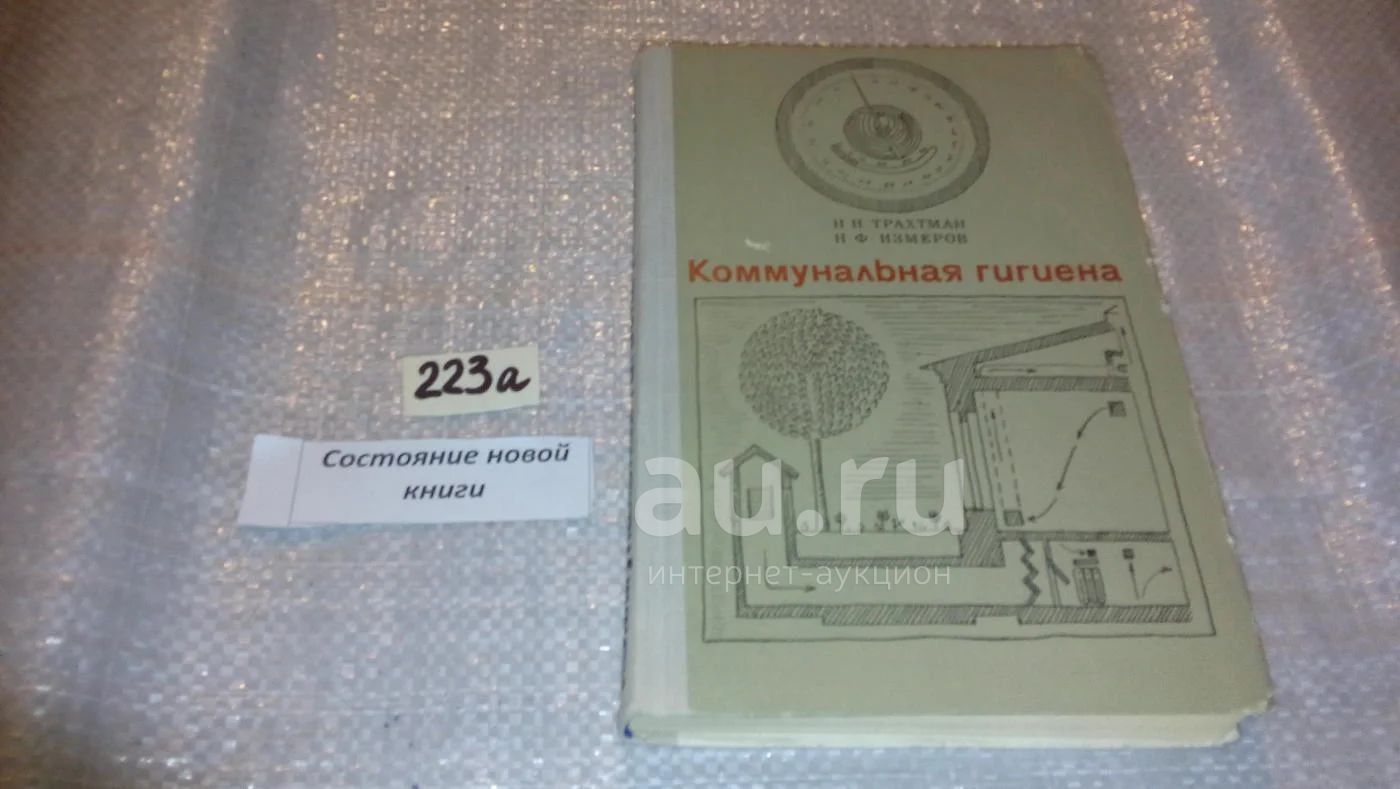 Н Н ТРАХТМАН
Н Ф ИЗМЕРОВ
Коммунальная гигиена
223а
Состояние новой
книги
au.ru
интернет-аукцион